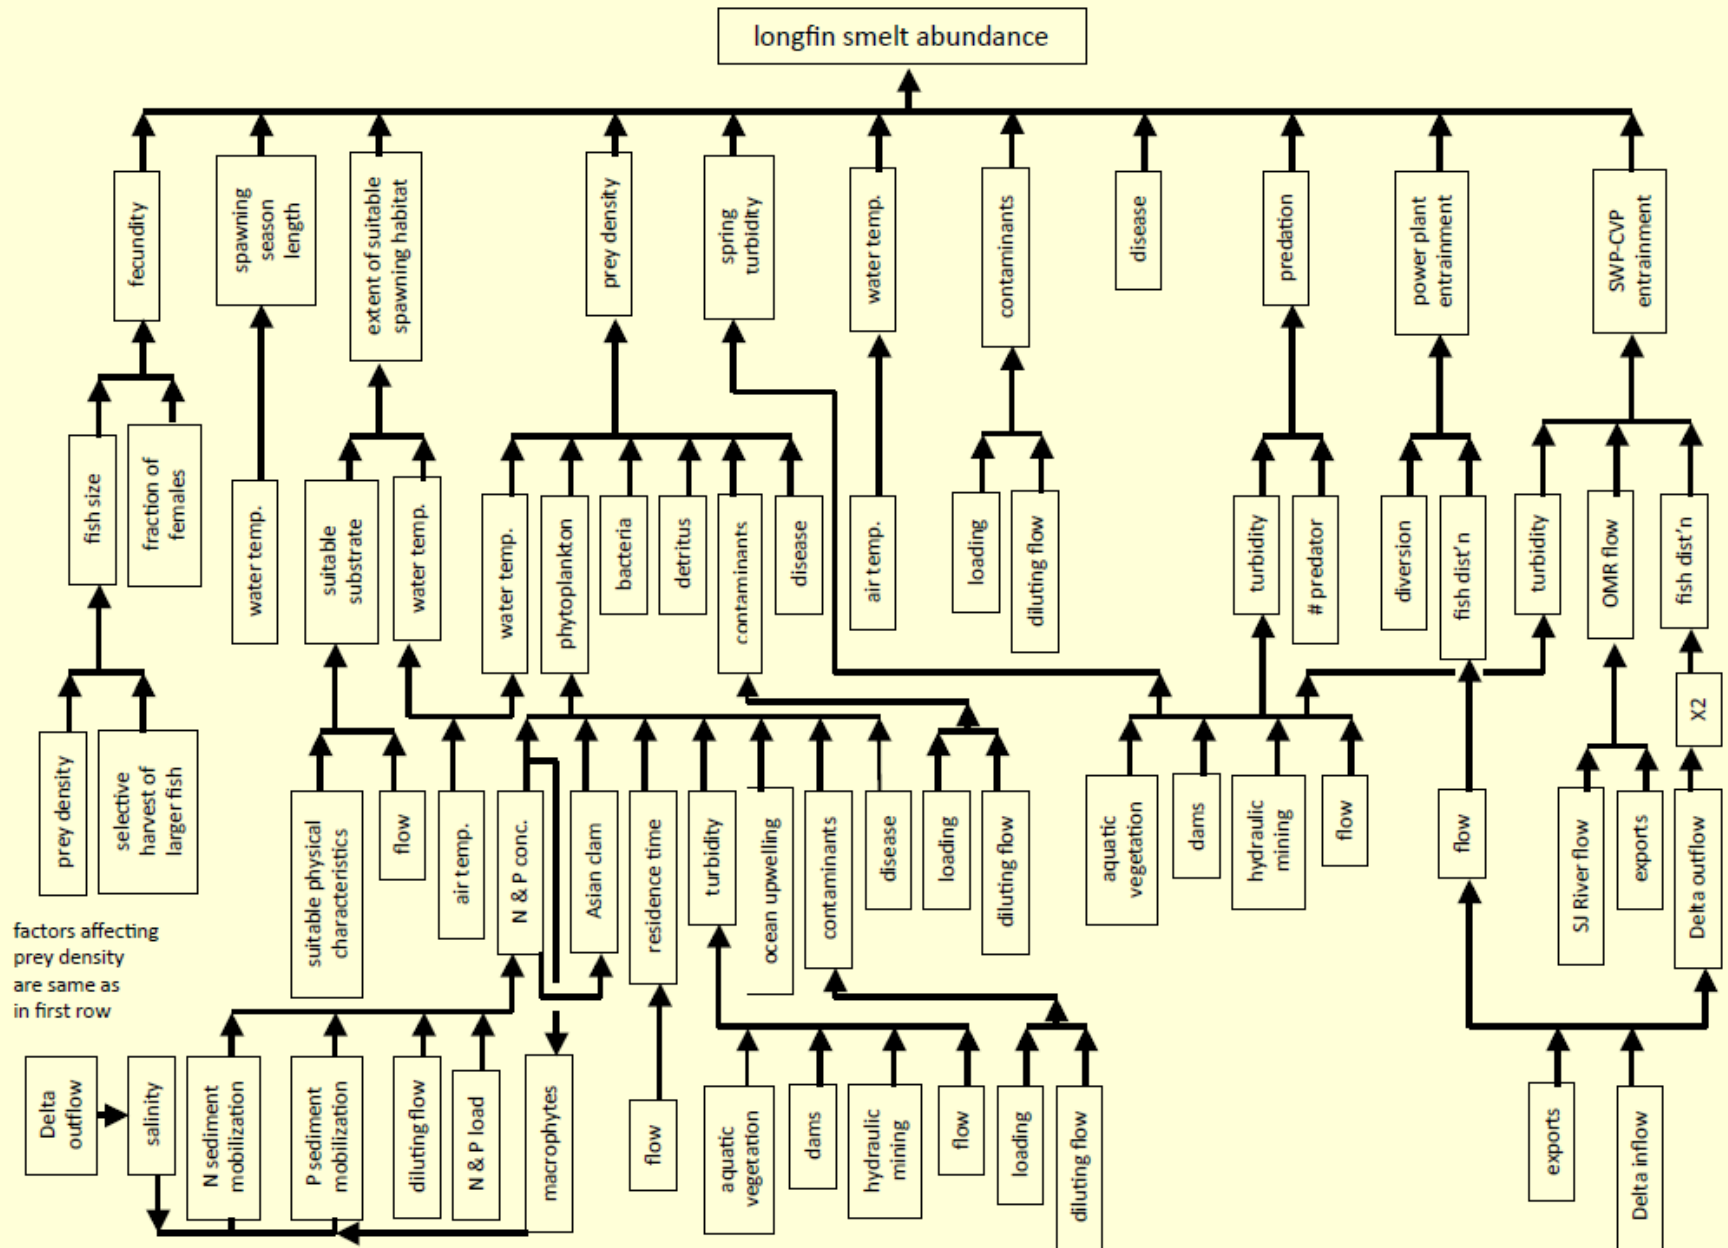 longfin smelt abundance
fecundity
spawning
season
length
extent of suitable
spawning habitat
prey density
spring
turbidity
water temp.
contaminants
disease
predation
power plant
entrainment
SWP-CVP
entrainment
fish size
fraction of
females
water temp.
suitable
substrate
water temp.
water temp.
phytoplankton
bacteria
detritus
contaminants
disease
air temp.
loading
diluting flow
turbidity
# predator
diversion
fish dist'n
turbidity
OMR flow
fish dist'n
X2
prey density
selective
harvest of
larger fish
suitable physical
characteristics
flow
air temp.
N & P conc.
Asian clam
residence time
turbidity
ocean upwelling
contaminants
disease
loading
diluting flow
aquatic
vegetation
dams
hydraulic
mining
flow
flow
SJ River flow
exports
Delta outflow
factors affecting
prey density
are same as
in first row
Delta
outflow
salinity
N sediment
mobilization
P sediment
mobilization
diluting flow
N & P load
macrophytes
flow
aquatic
vegetation
dams
hydraulic
mining
flow
loading
diluting flow
exports
Delta inflow